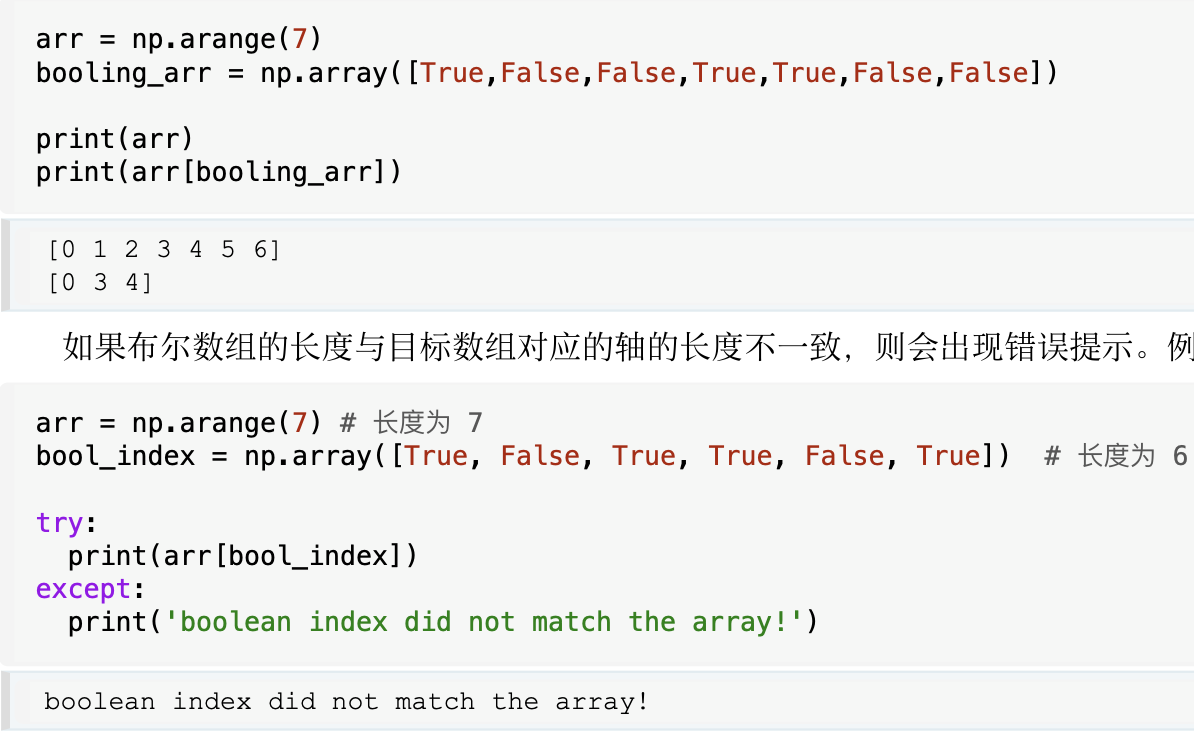 arr = np.arange(7)
booling_arr = np.array([True,False,False,True,True,False,False])
print(arr)
print(arr[booling_arr])
[0 1 2 3 4 5 6]
[0 3 4]
如果布尔数组的长度与目标数组对应的轴的长度不一致，则会出现错误提示。例
arr = np.arange(7) # 长度为 7
bool_index = np.array([True, False, True, True, False, True])  # 长度为 6
try:
  print(arr[bool_index])
except:
  print('boolean index did not match the array!')
boolean index did not match the array!